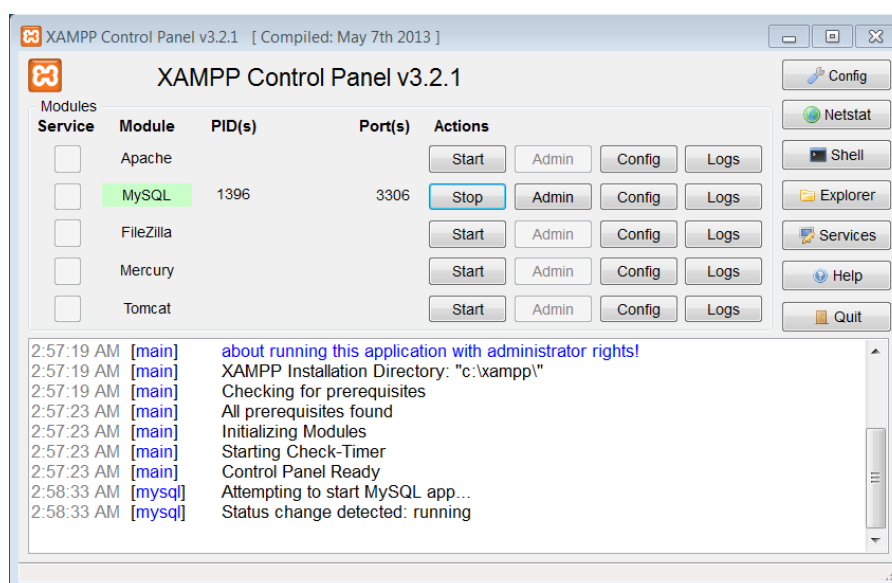 XAMPP Control Panel v3.2.1 [ Compiled: May 7th 2013 ]
XAMPP Control Panel v3.2.1
Config
Modules
Service Module PID(s) Port(s) Actions
Netstat
Apache Start Admin Config Logs
Shell
MySQL 1396 3306 Stop Admin Config Logs
Explorer
FileZilla Start Admin Config Logs
Services
Mercury Start Admin Config Logs
Help
Tomcat Start Admin Config Logs
Quit
2:57:19 AM [main] about running this application with administrator rights!
2:57:19 AM [main] XAMPP Installation Directory: "c:\xampp\"
2:57:19 AM [main] Checking for prerequisites
2:57:23 AM [main] All prerequisites found
2:57:23 AM [main] Initializing Modules
2:57:23 AM [main] Starting Check-Timer
2:57:23 AM [main] Control Panel Ready
2:58:33 AM [mysql] Attempting to start MySQL app...
2:58:33 AM [mysql] Status change detected: running